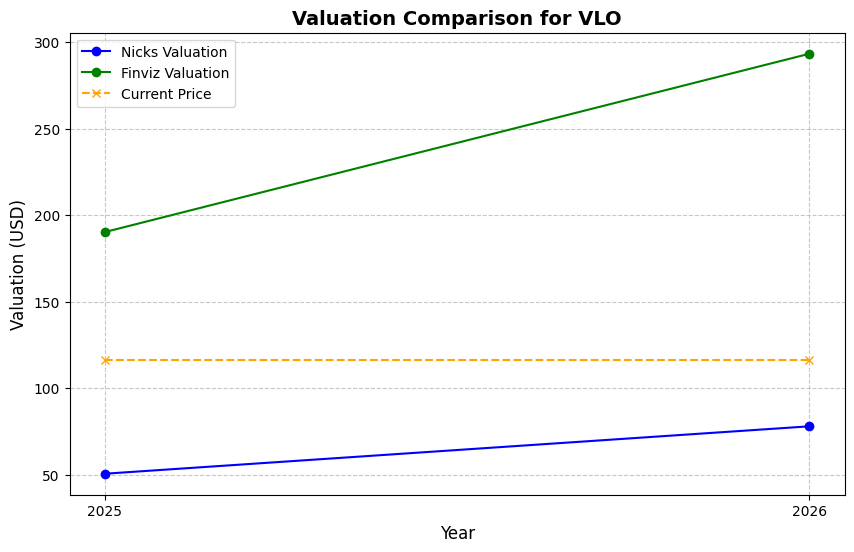 Valuation Comparison for VLO
Nicks Valuation
Finviz Valuation
Current Price
Valuation (USD)
300
250
200
150
100
50
2025
2026
Year